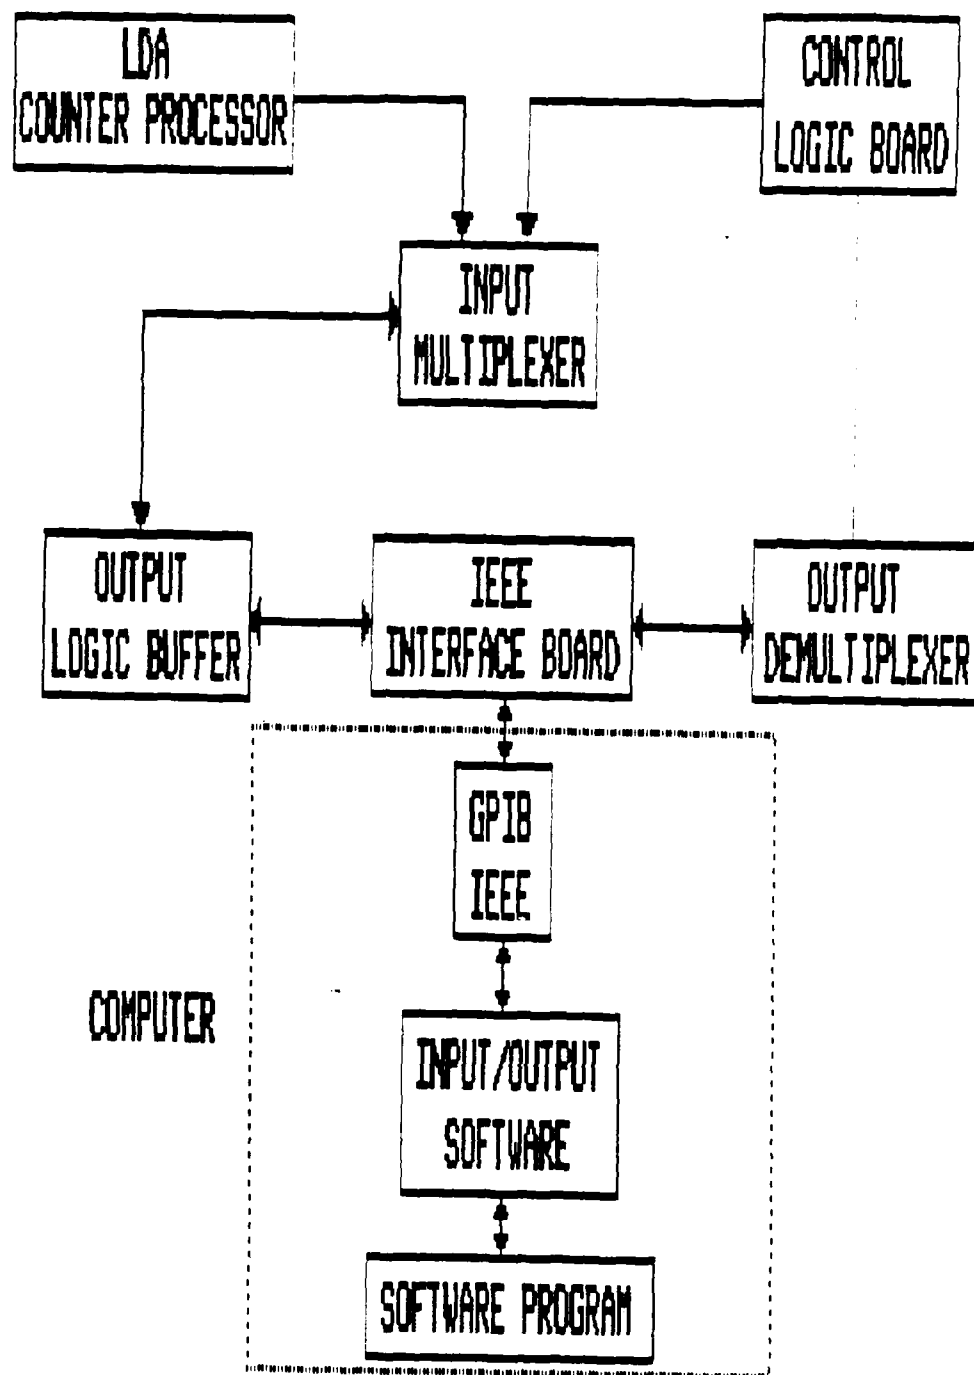 LDA
COUNTER PROCESSOR
CONTROL
LOGIC BOARD
INPUT
MULTIPLEXER
OUTPUT
LOGIC BUFFER
IEEE
INTERFACE BOARD
OUTPUT
DEMULTIPLEXER
GPIB
IEEE
COMPUTER
INPUT/OUTPUT
SOFTWARE
SOFTWARE PROGRAM